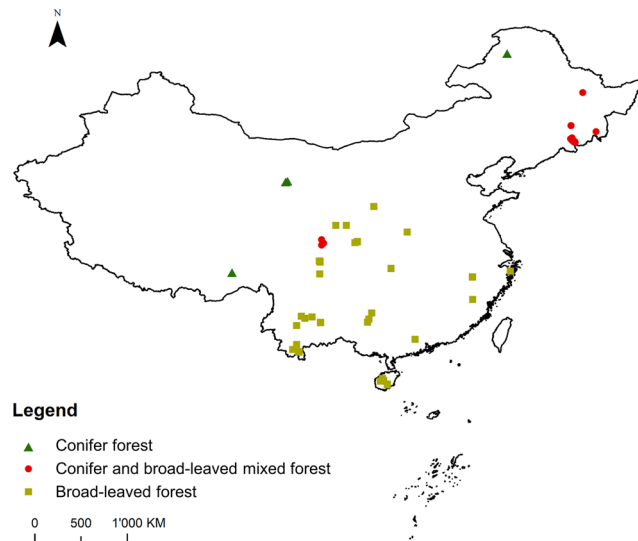 N
Legend
Conifer forest
Conifer and broad-leaved mixed forest
Broad-leaved forest
0 500 1'000 KM